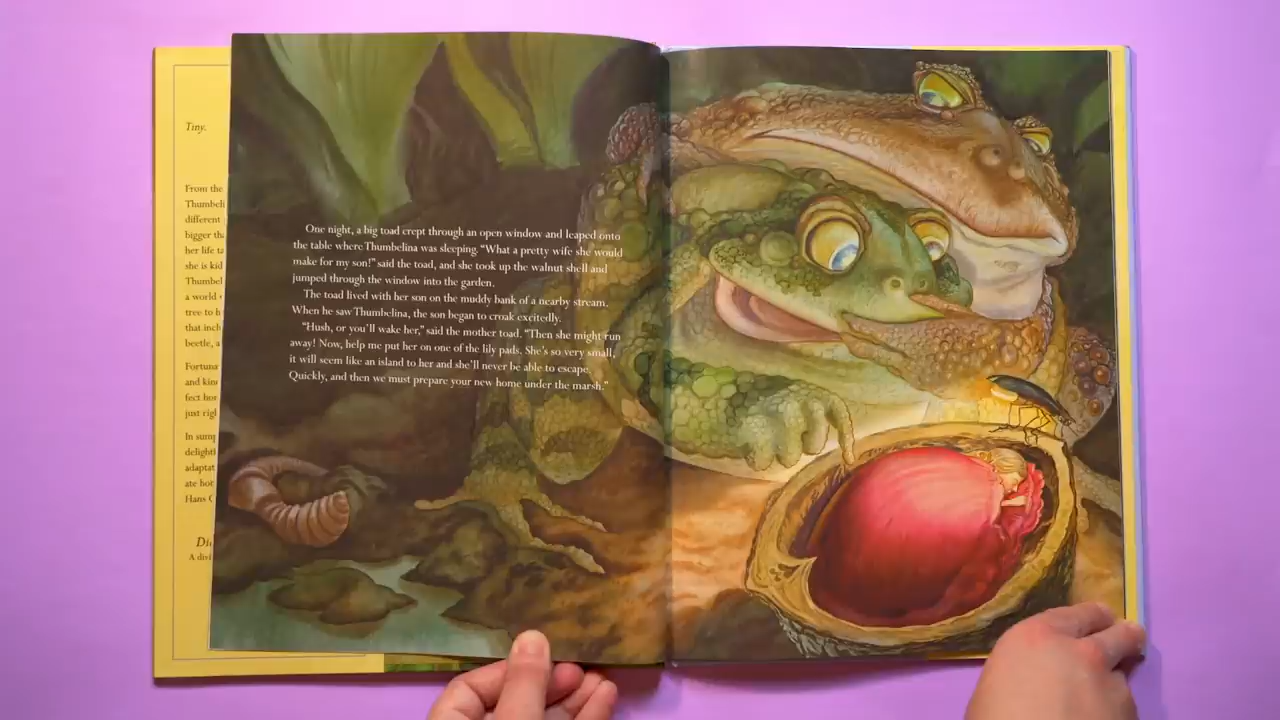 Tiny.
From the
Thumbeli
different
bigger tha
her life ta
she is kid
Thumbel
a world
tree to h
that inch
beetle, a
Fortuna
and kind
fect hor
just righ
In sump
delightf
adaptat
ate hor
Hans C
Di
A divi
One night, a big toad crept through an open window and leaped onto
the table where Thumbelina was sleeping. “What a pretty wife she would
make for my son!” said the toad, and she took up the walnut shell and
jumped through the window into the garden.
The toad lived with her son on the muddy bank of a nearby stream.
When he saw Thumbelina, the son began to croak excitedly.
“Hush, or you’ll wake her,” said the mother toad. “Then she might run
away! Now, help me put her on one of the lily pads. She’s so very small,
it will seem like an island to her and she’ll never be able to escape.
Quickly, and then we must prepare your new home under the marsh.”